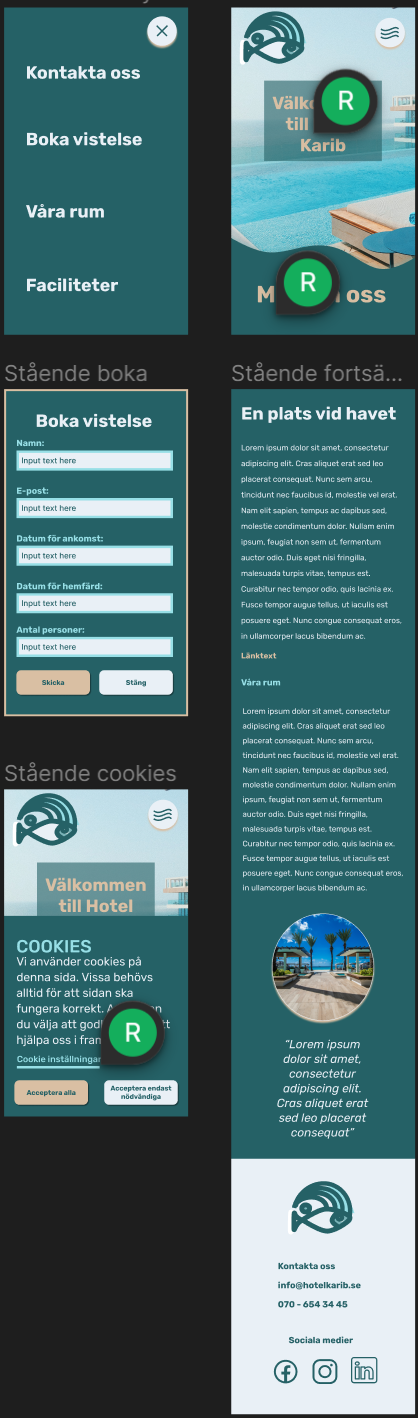 Kontakta oss
Boka vistelse
Våra rum
Faciliteter
till
Karib
R
R
oss
Stående boka
Boka vistelse
Namn:
Input text here
E-post:
Input text here
Datum för ankomst:
Input text here
Datum för hemfärd:
Input text here
Antal personer:
Input text here
Skicka
Stäng
Stående cookies
Välkommen
till Hotel
COOKIES
Vi använder cookies på
denna sida. Vissa behövs
alltid för att sidan ska
fungera korrekt.
du välja att
hjälpa oss i
R
Cookie inställningar
Acceptera alla
Acceptera endast
nödvändiga
Stående fortsä...
En plats vid havet
Lorem ipsum dolor sit amet, consectetur
adipiscing elit. Cras aliquet erat sed leo
placerat consequat. Nunc sem arcu,
tincidunt nec faucibus id, molestie vel erat.
Nam elit sapien, tempus ac dapibus sed,
molestie condimentum dolor. Nullam enim
ipsum, feugiat non sem ut, fermentum
auctor odio. Duis eget nisi fringilla,
malesuada turpis vitae, tempus est.
Curabitur nec tempor odio, quis lacinia ex.
Fusce tempor augue tellus, ut iaculis est
posuere eget. Nunc congue consequat eros,
in ullamcorper lacus bibendum ac.
Länktext
Våra rum
Lorem ipsum dolor sit amet, consectetur
adipiscing elit. Cras aliquet erat sed leo
placerat consequat. Nunc sem arcu,
tincidunt nec faucibus id, molestie vel erat.
Nam elit sapien, tempus ac dapibus sed,
molestie condimentum dolor. Nullam enim
ipsum, feugiat non sem ut, fermentum
auctor odio. Duis eget nisi fringilla,
malesuada turpis vitae, tempus est.
Curabitur nec tempor odio, quis lacinia ex.
Fusce tempor augue tellus, ut iaculis est
posuere eget. Nunc congue consequat eros,
in ullamcorper lacus bibendum ac.
"Lorem ipsum
dolor sit amet,
consectetur
adipiscing elit.
Cras aliquet erat
sed leo placerat
consequat"
Kontakta oss
info@hotelkarib.se
070 - 654 34 45
Sociala medier
in